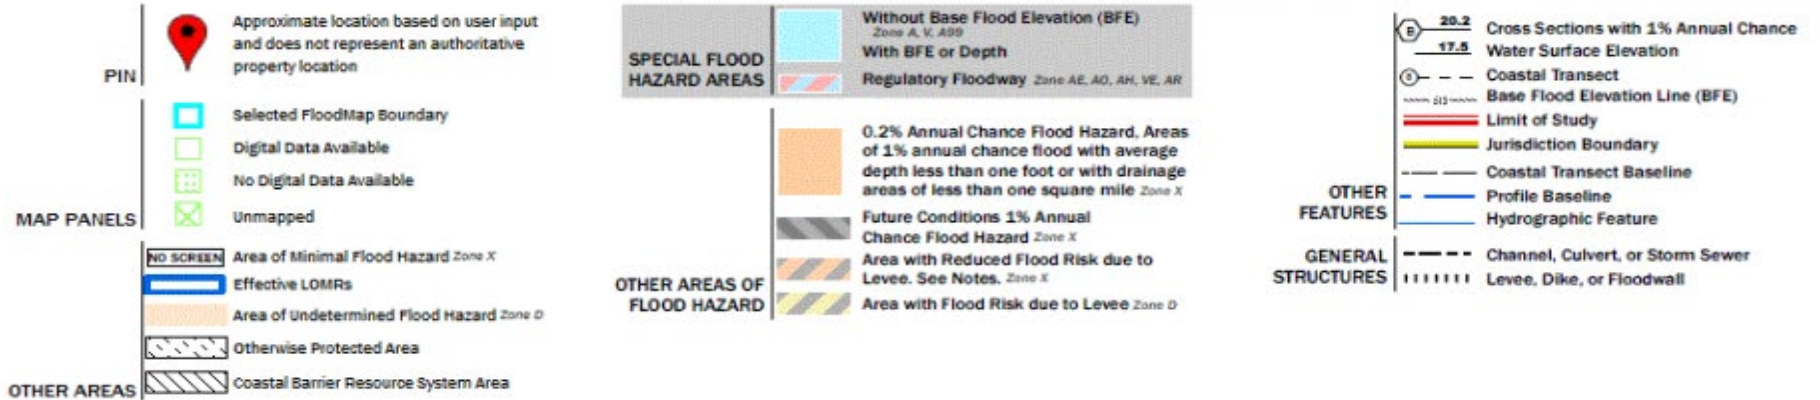 PIN
Approximate location based on user input
and does not represent an authoritative
property location
MAP PANELS
Selected FloodMap Boundary
Digital Data Available
No Digital Data Available
Unmapped
OTHER AREAS
NO SCREEN Area of Minimal Flood Hazard Zone X
Effective LOMRs
Area of Undetermined Flood Hazard Zone D
Otherwise Protected Area
Coastal Barrier Resource System Area
SPECIAL FLOOD
HAZARD AREAS
Without Base Flood Elevation (BFE)
Zone A, V, A99
With BFE or Depth
Regulatory Floodway Zone AE, AO, AH, VE, AR
OTHER AREAS OF
FLOOD HAZARD
0.2% Annual Chance Flood Hazard, Areas
of 1% annual chance flood with average
depth less than one foot or with drainage
areas of less than one square mile Zone X
Future Conditions 1% Annual
Chance Flood Hazard Zone X
Area with Reduced Flood Risk due to
Levee. See Notes. Zone X
Area with Flood Risk due to Levee Zone D
OTHER
FEATURES
B 20.2 Cross Sections with 1% Annual Chance
17.5 Water Surface Elevation
8 Coastal Transect
513 Base Flood Elevation Line (BFE)
Limit of Study
Jurisdiction Boundary
Coastal Transect Baseline
Profile Baseline
Hydrographic Feature
GENERAL
STRUCTURES
Channel, Culvert, or Storm Sewer
Levee, Dike, or Floodwall